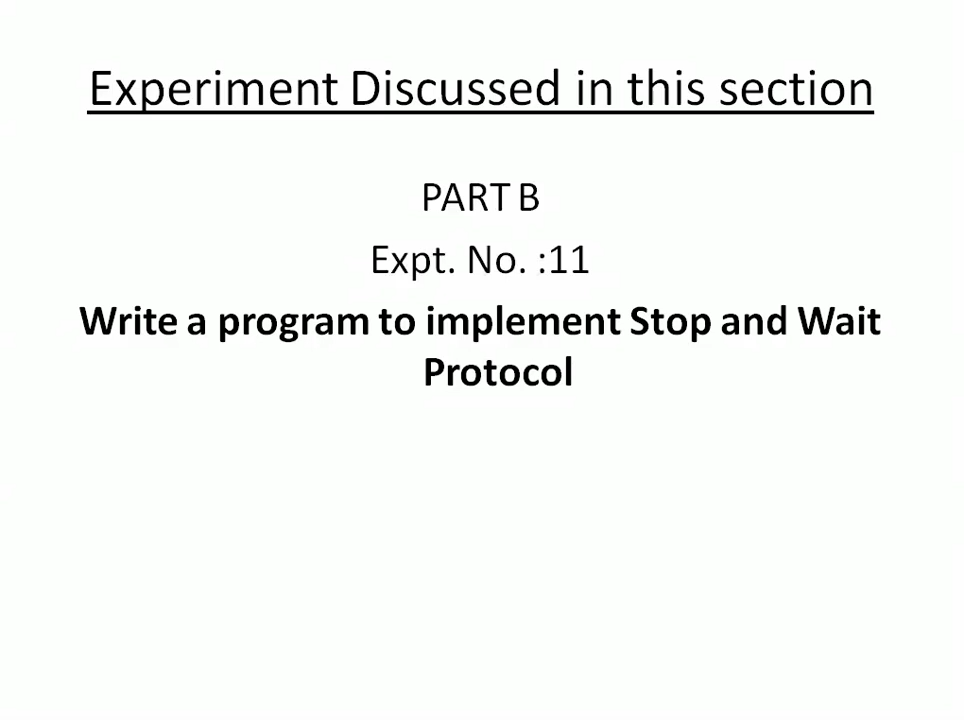 Experiment Discussed in this section
PART B
Expt. No. :11
Write a program to implement Stop and Wait
Protocol